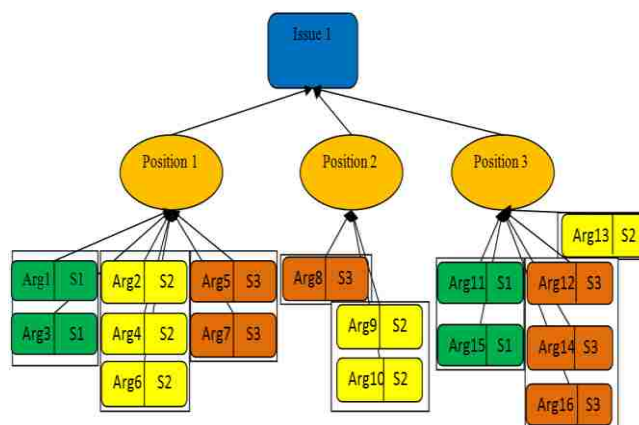 Issue 1
Position 1
Position 2
Position 3
Arg13 S2
Arg1 S1
Arg2 S2
Arg5 S3
Arg8 S3
Arg11 S1
Arg12 S3
Arg3 S1
Arg4 S2
Arg7 S3
Arg9 S2
Arg15 S1
Arg14 S3
Arg6 S2
Arg10 S2
Arg16 S3